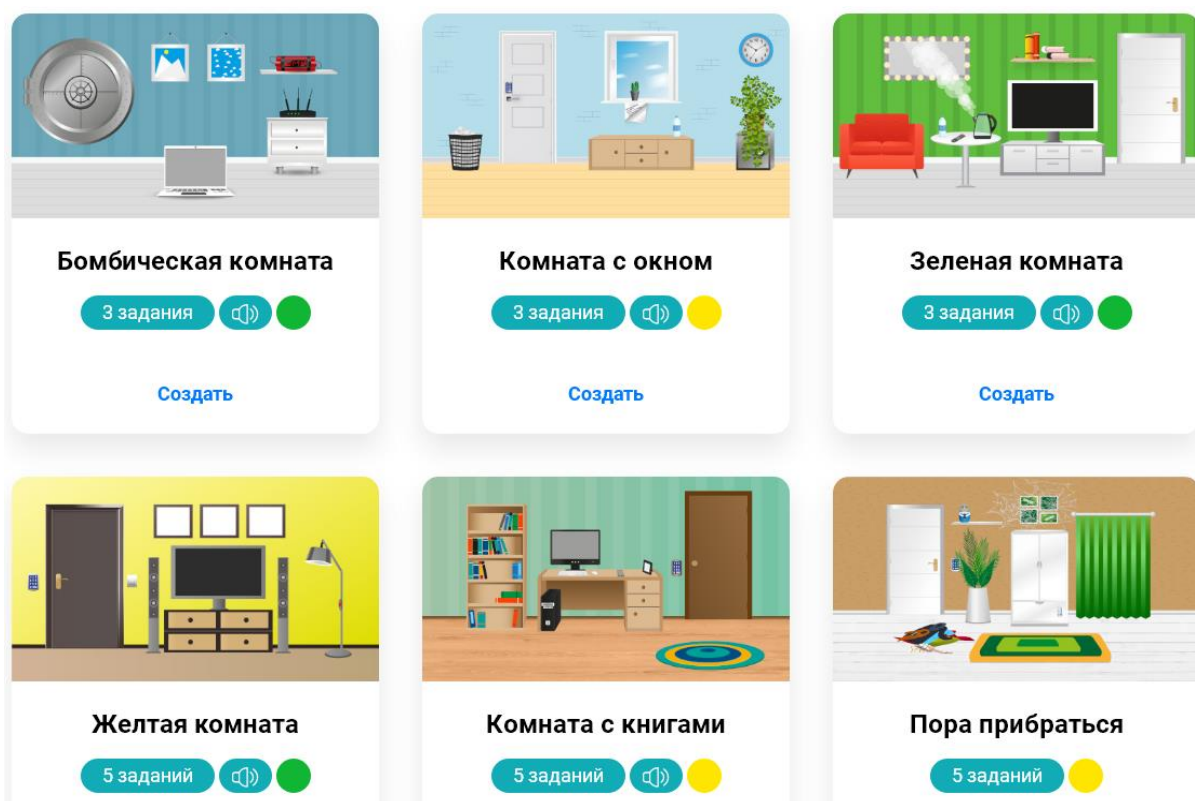 Бомбическая комната
3 задания
Создать
Комната с окном
3 задания
Создать
Зеленая комната
3 задания
Создать
Желтая комната
5 заданий
Комната с книгами
5 заданий
Пора прибраться
5 заданий